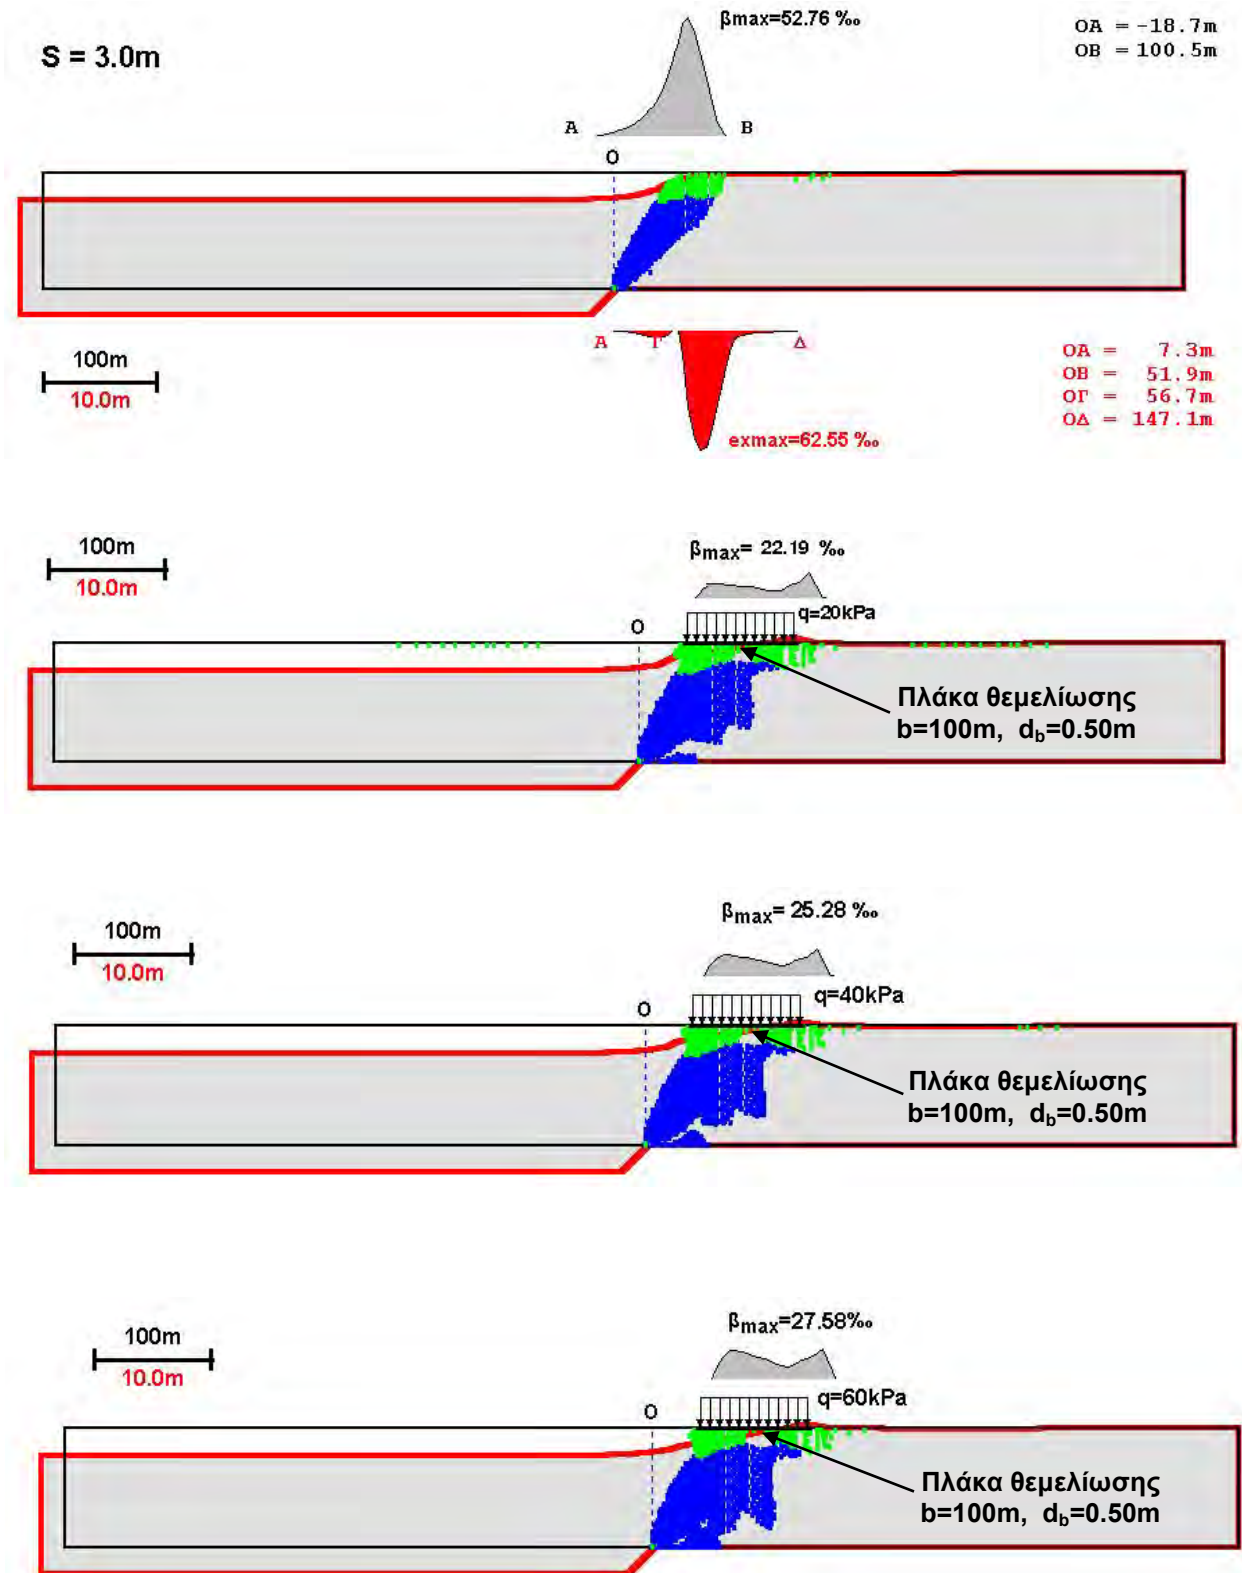 βmax=52.76 ‰
OA = -18.7m
OB = 100.5m
S = 3.0m
A
B
O
100m
10.0m
A
Γ
Δ
OA = 7.3m
OB = 51.9m
OΓ = 56.7m
OΔ = 147.1m
exmax=62.55 ‰
100m
10.0m
βmax= 22.19 ‰
q=20kPa
O
Πλάκα θεμελίωσης
b=100m, db=0.50m
βmax= 25.28 ‰
100m
10.0m
q=40kPa
O
Πλάκα θεμελίωσης
b=100m, db=0.50m
βmax=27.58‰
100m
10.0m
q=60kPa
O
Πλάκα θεμελίωσης
b=100m, db=0.50m